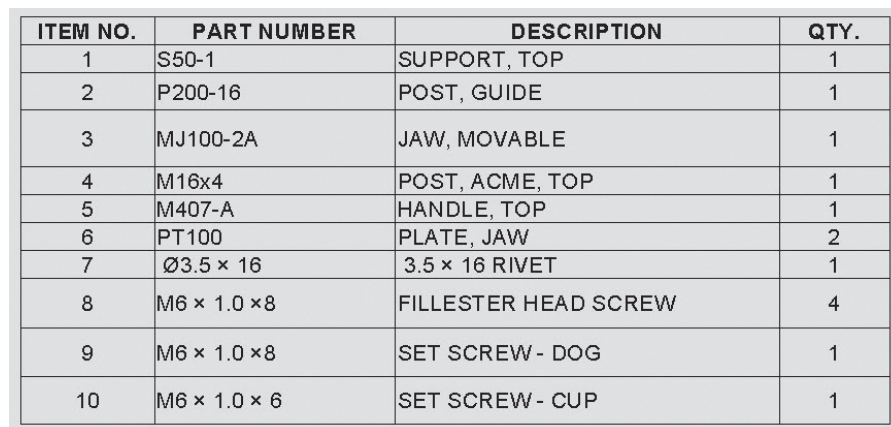 ITEM NO. PART NUMBER DESCRIPTION QTY.
1 S50-1 SUPPORT, TOP 1
2 P200-16 POST, GUIDE 1
3 MJ100-2A JAW, MOVABLE 1
4 M16x4 POST, ACME, TOP 1
5 M407-A HANDLE, TOP 1
6 PT100 PLATE, JAW 2
7 Ø3.5 × 16 3.5 × 16 RIVET 1
8 M6 × 1.0 ×8 FILLESTER HEAD SCREW 4
9 M6 × 1.0 ×8 SET SCREW - DOG 1
10 M6 × 1.0 × 6 SET SCREW - CUP 1